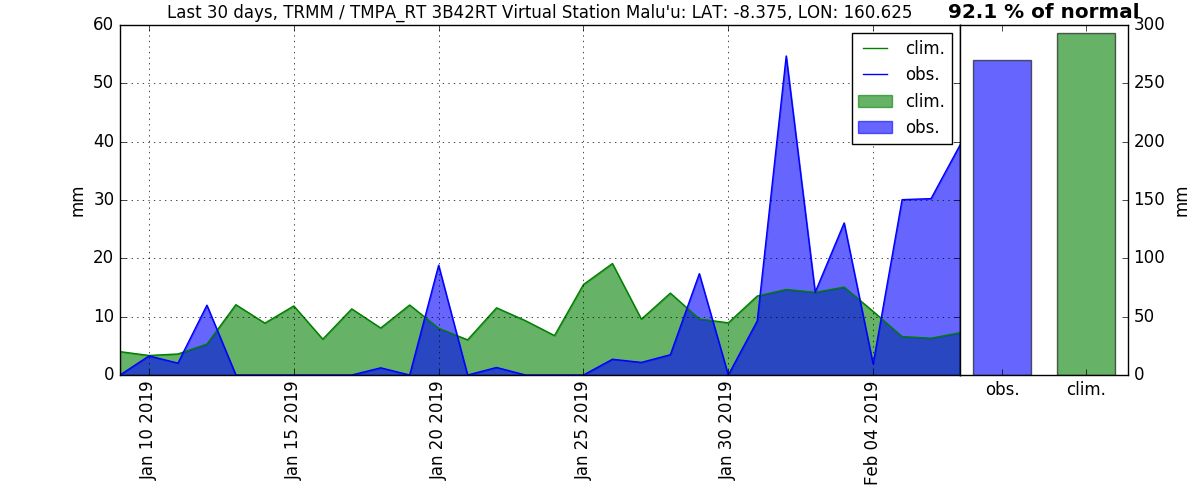 Last 30 days, TRMM / TMPA_RT 3B42RT Virtual Station Malu'u: LAT: -8.375, LON: 160.625
92.1 % of normal
60
50
40
30
20
10
0
mm
clim.
obs.
clim.
obs.
Jan 10 2019
Jan 15 2019
Jan 20 2019
Jan 25 2019
Jan 30 2019
Feb 04 2019
300
250
200
150
100
50
0
mm
obs.
clim.